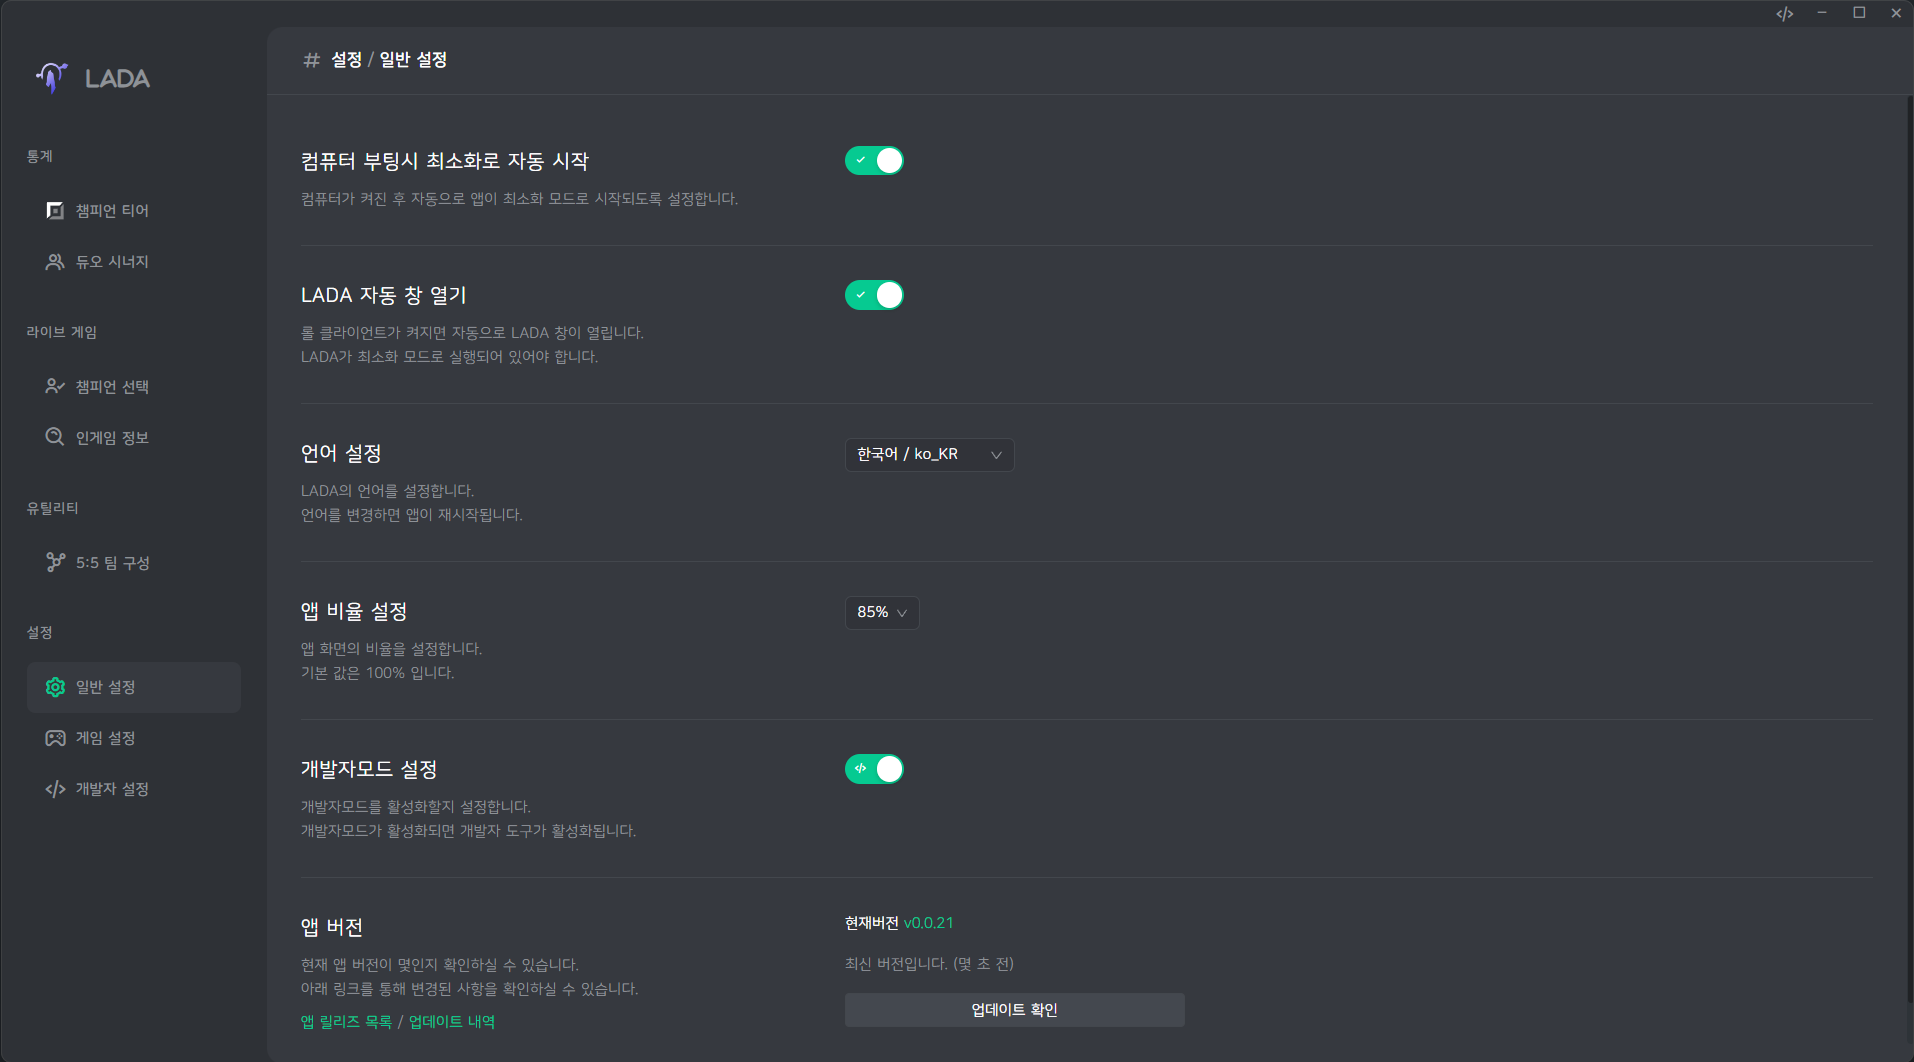 LADA
통계
챔피언 티어
듀오 시너지
라이브 게임
챔피언 선택
인게임 정보
유틸리티
5:5 팀 구성
설정
일반 설정
게임 설정
개발자 설정
# 설정 / 일반 설정
컴퓨터 부팅시 최소화로 자동 시작
컴퓨터가 켜진 후 자동으로 앱이 최소화 모드로 시작되도록 설정합니다.
LADA 자동 창 열기
롤 클라이언트가 켜지면 자동으로 LADA 창이 열립니다.
LADA가 최소화 모드로 실행되어 있어야 합니다.
언어 설정
한국어 / ko_KR
LADA의 언어를 설정합니다.
언어를 변경하면 앱이 재시작됩니다.
앱 비율 설정
85%
앱 화면의 비율을 설정합니다.
기본 값은 100% 입니다.
개발자모드 설정
개발자모드를 활성화할지 설정합니다.
개발자모드가 활성화되면 개발자 도구가 활성화됩니다.
앱 버전
현재 앱 버전이 몇인지 확인하실 수 있습니다.
아래 링크를 통해 변경된 사항을 확인하실 수 있습니다.
앱 릴리즈 목록 / 업데이트 내역
현재버전 v0.0.21
최신 버전입니다. (몇 초 전)
업데이트 확인